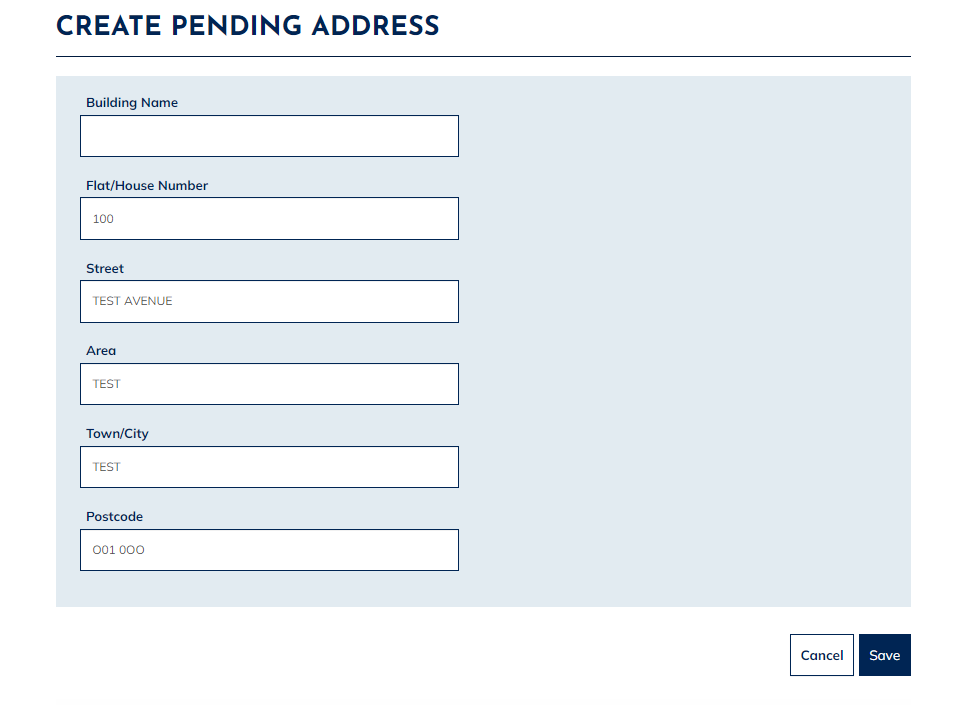 CREATE PENDING ADDRESS
Building Name
Flat/House Number
100
Street
TEST AVENUE
Area
TEST
Town/City
TEST
Postcode
O01 0OO
Cancel
Save